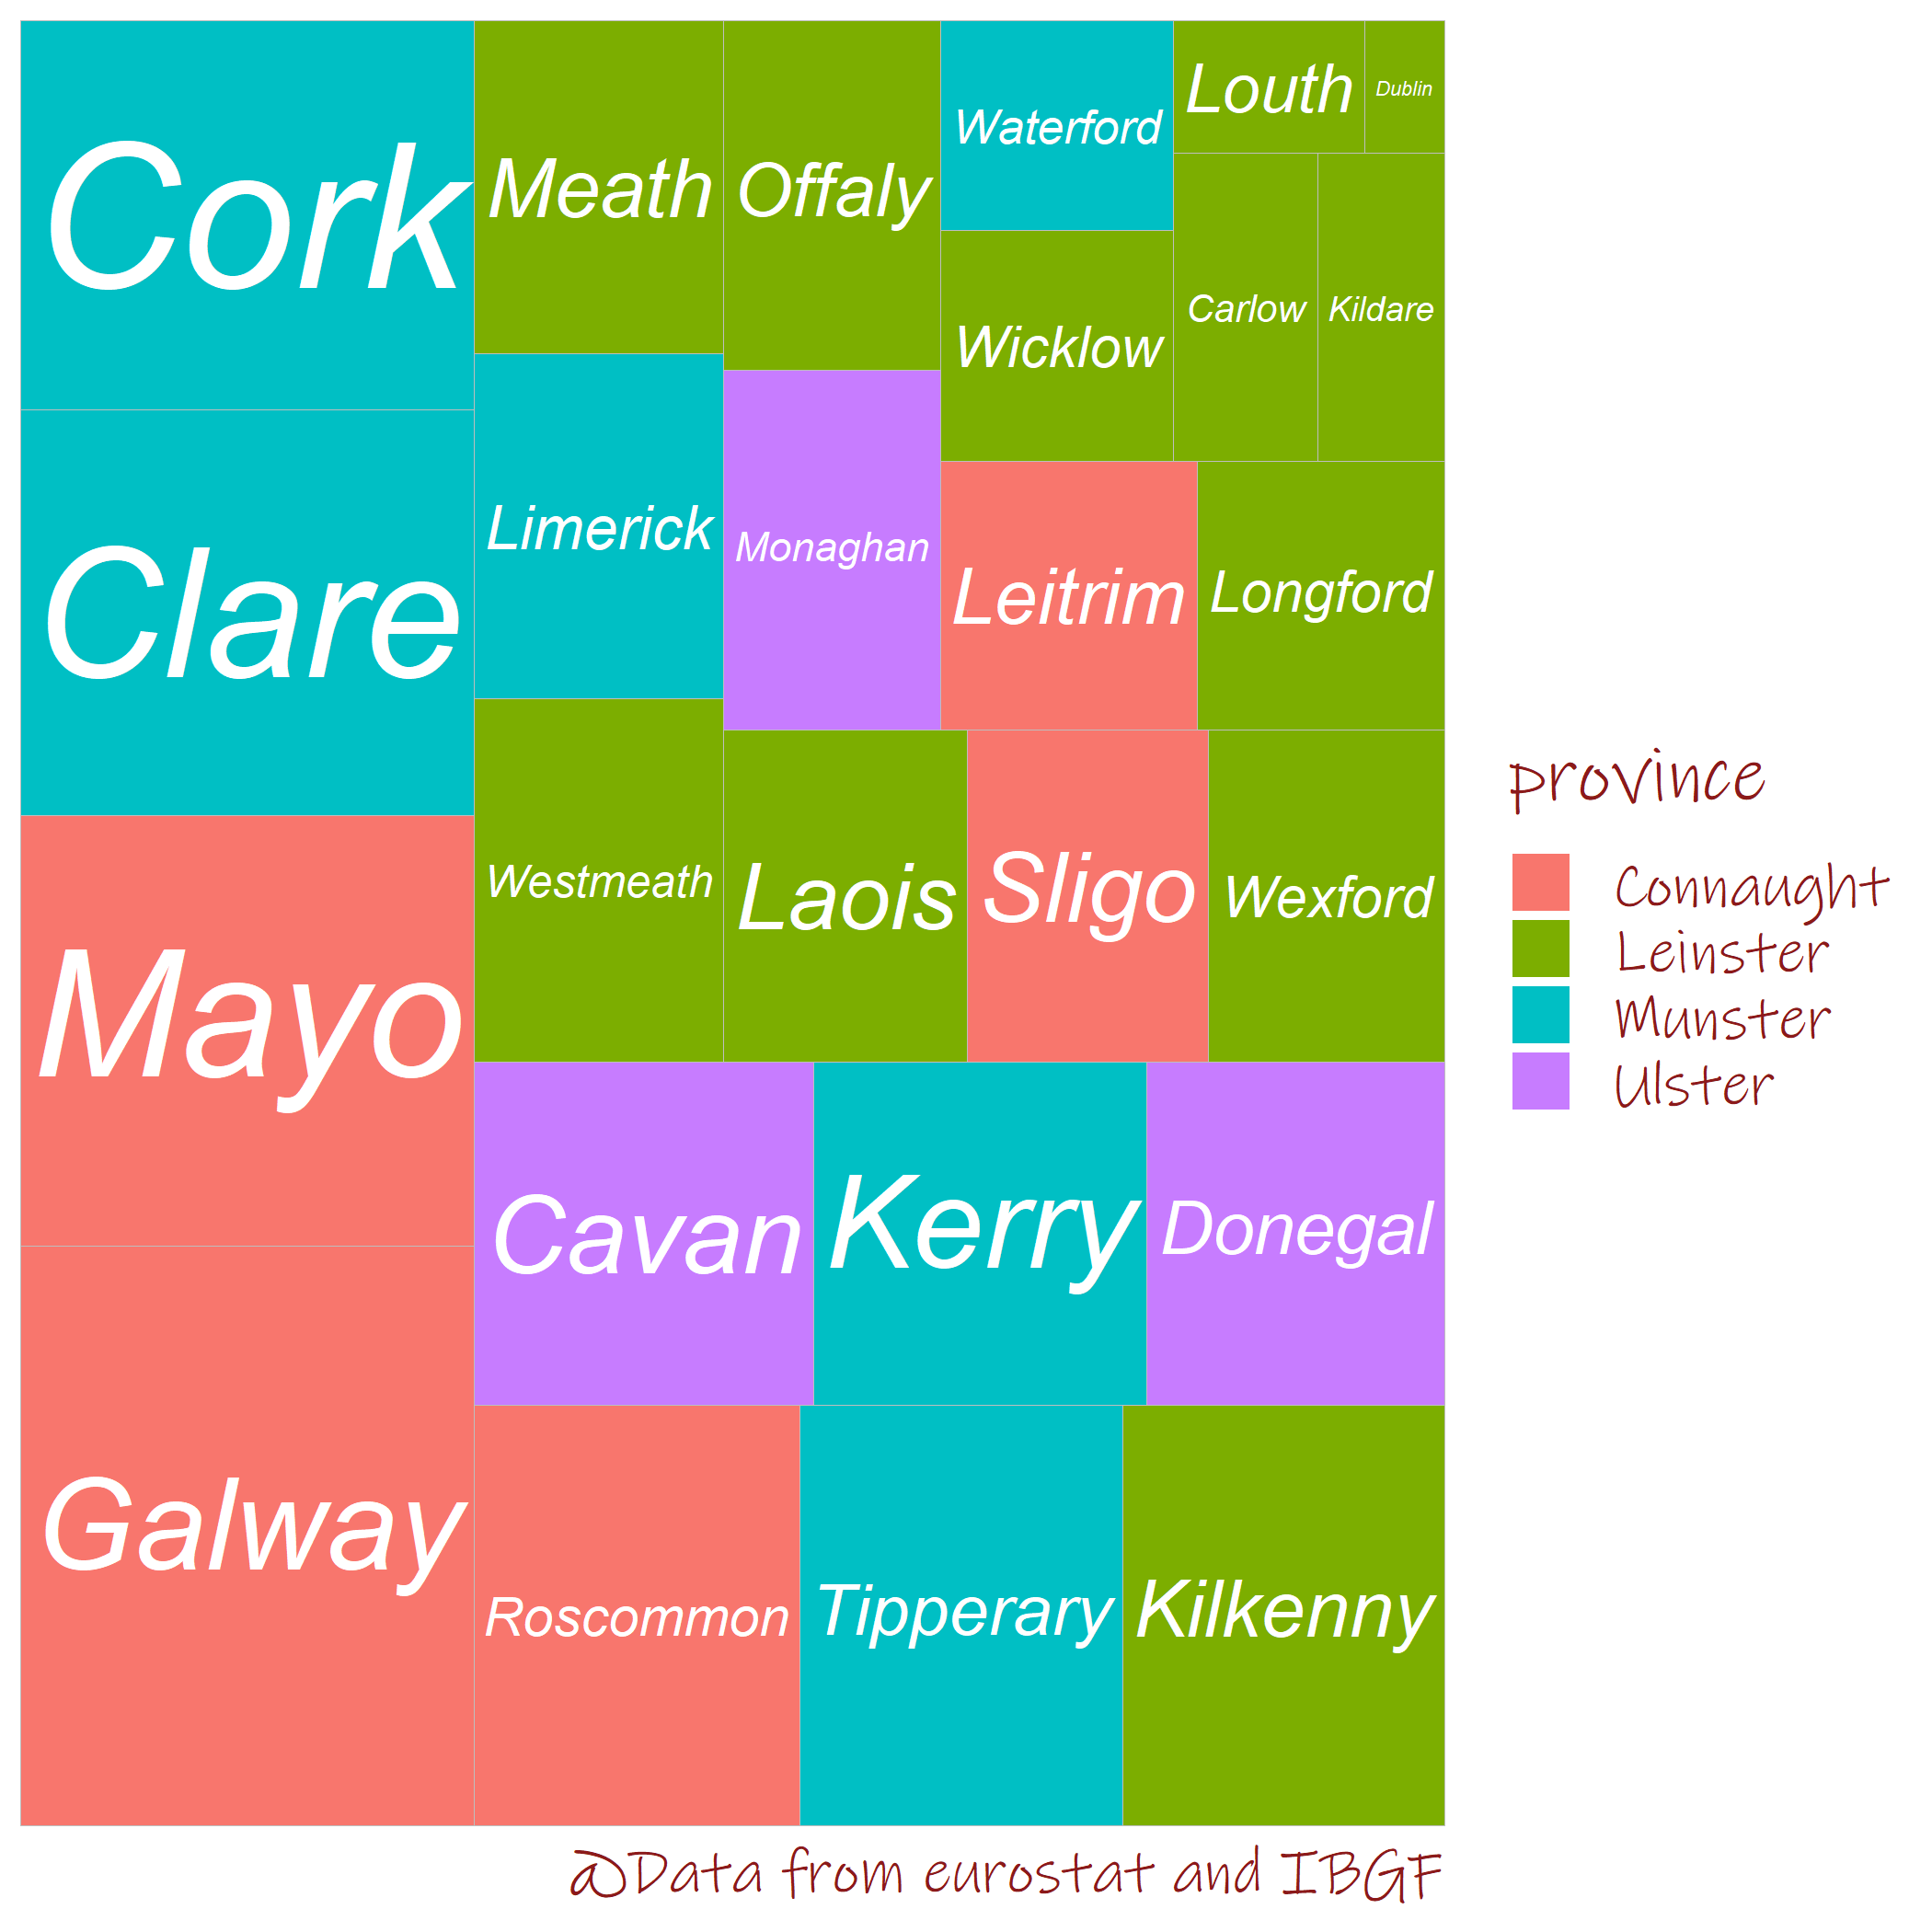 Cork
Meath
Offaly
Waterford
Louth
Dublin
Wicklow
Carlow
Kildare
Clare
Limerick
Monaghan
Leitrim
Longford
Mayo
Westmeath
Laois
Sligo
Wexford
Cavan
Kerry
Donegal
Galway
Roscommon
Tipperary
Kilkenny
province
Connaught
Leinster
Munster
Ulster
@Data from eurostat and IBGF